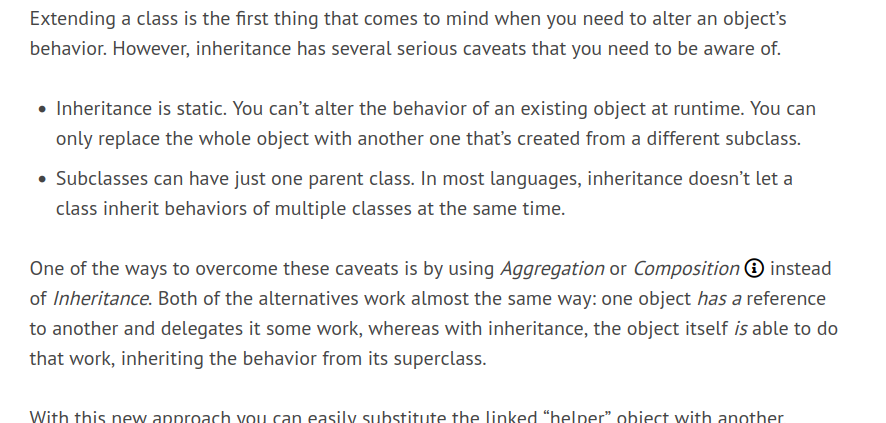 Extending a class is the first thing that comes to mind when you need to alter an object’s
behavior. However, inheritance has several serious caveats that you need to be aware of.
• Inheritance is static. You can’t alter the behavior of an existing object at runtime. You can
only replace the whole object with another one that’s created from a different subclass.
• Subclasses can have just one parent class. In most languages, inheritance doesn’t let a
class inherit behaviors of multiple classes at the same time.
One of the ways to overcome these caveats is by using Aggregation or Composition instead
of Inheritance. Both of the alternatives work almost the same way: one object has a reference
to another and delegates it some work, whereas with inheritance, the object itself is able to do
that work, inheriting the behavior from its superclass.
With this new approach you can easily substitute the linked “helper” object with another